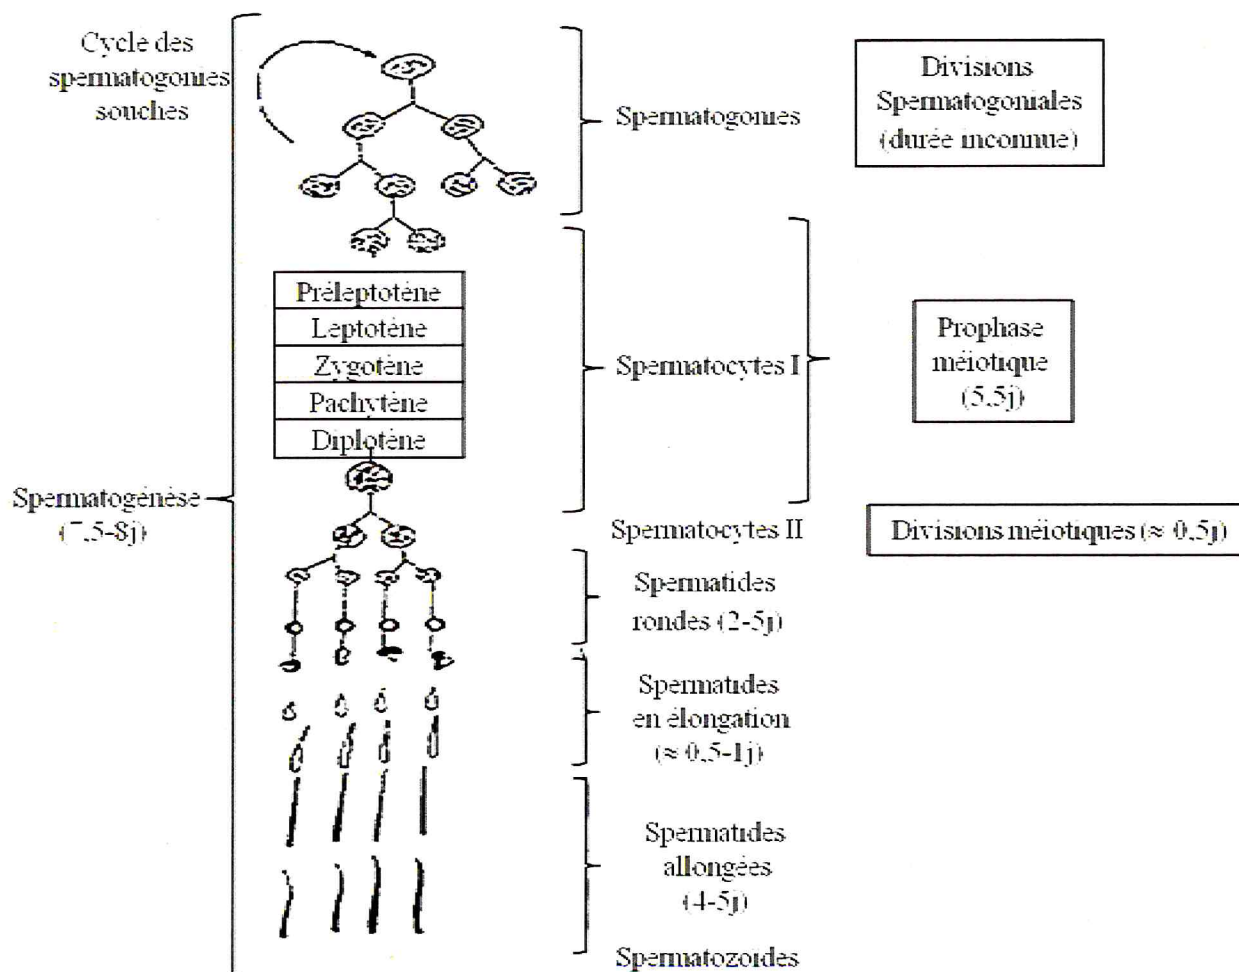 Cycle des
spermatogonies
souches
Spermatogonies
Divisions
Spermatogoniales
(durée inconnue)
Préleptotène
Leptotène
Zygotène
Pachytène
Diplotène
Spermatocytes I
Prophase
méiotique
(5,5j)
Spermatogénèse
(7,5-8j)
Spermatocytes II
Divisions méiotiques (≈ 0,5j)
Spermatides
rondes (2-5j)
Spermatides
en élongation
(≈ 0,5-1j)
Spermatides
allongées
(4-5j)
Spermatozoïdes